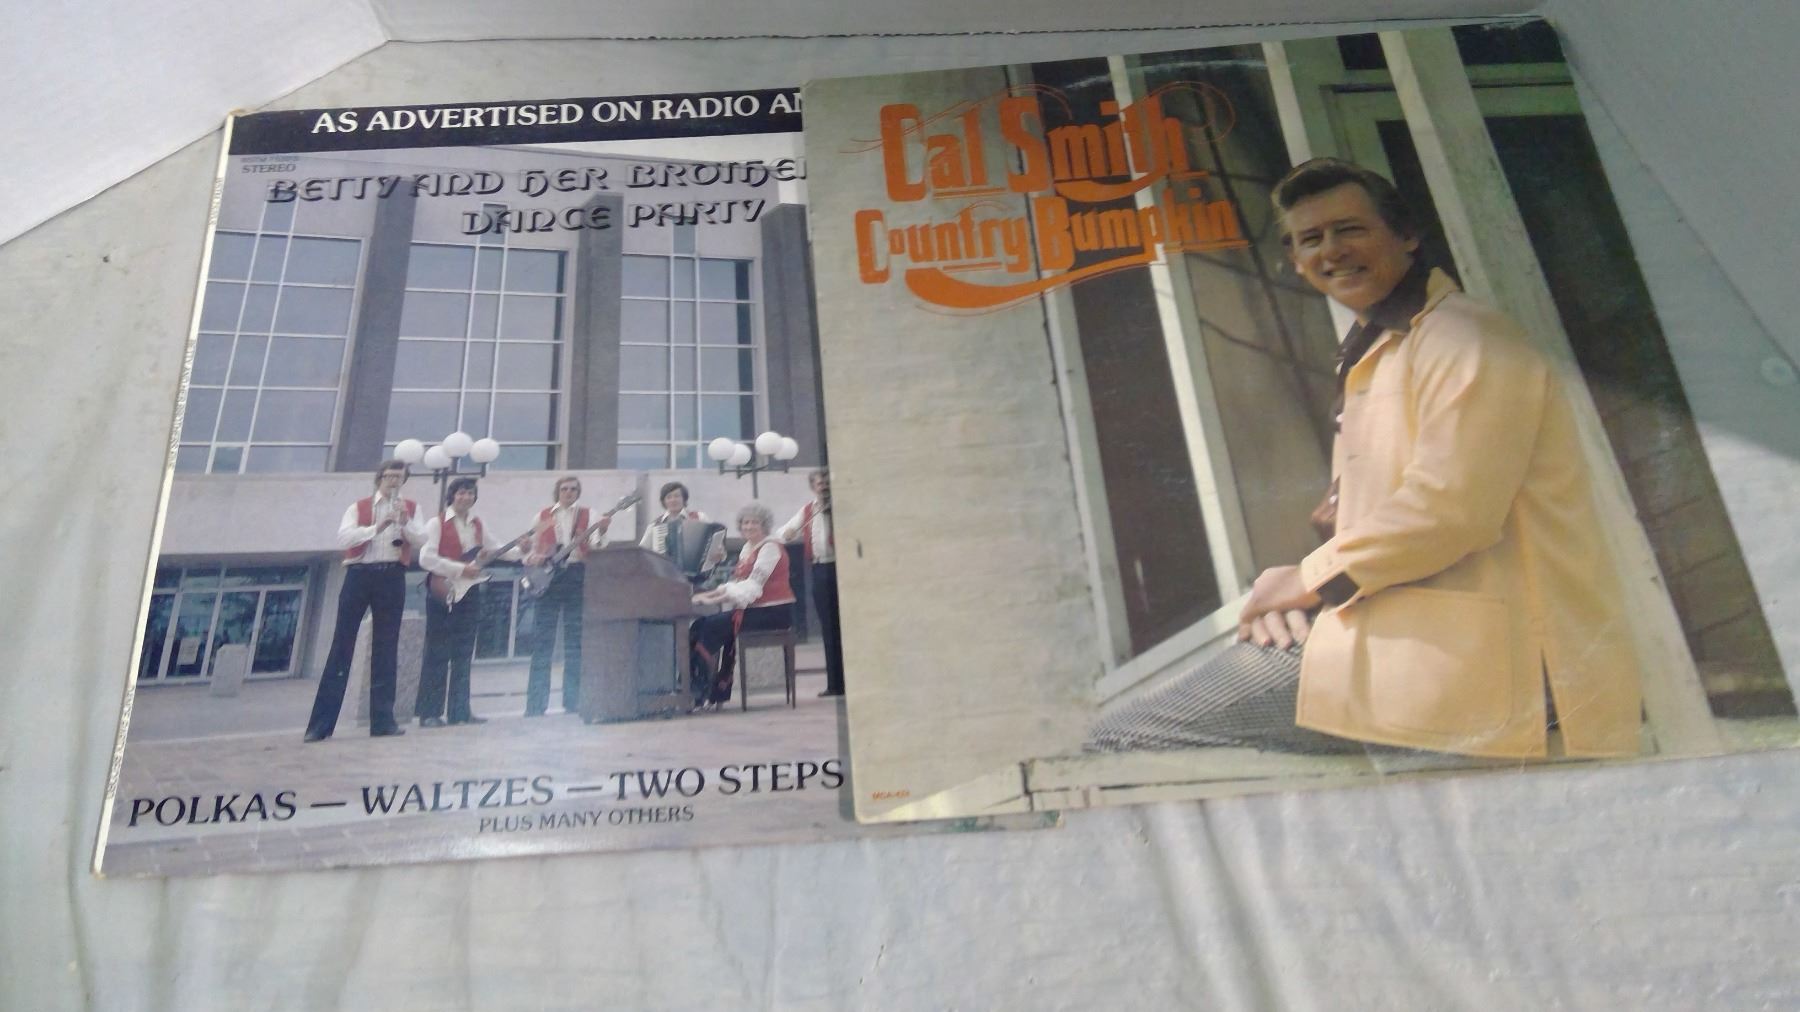 AS ADVERTISED ON RADIO AN
STEREO
BETTY AND HER BROTHER
DANCE PARTY
POLKAS — WALTZES — TWO STEPS
PLUS MANY OTHERS
Cal Smith
Country Bumpkin